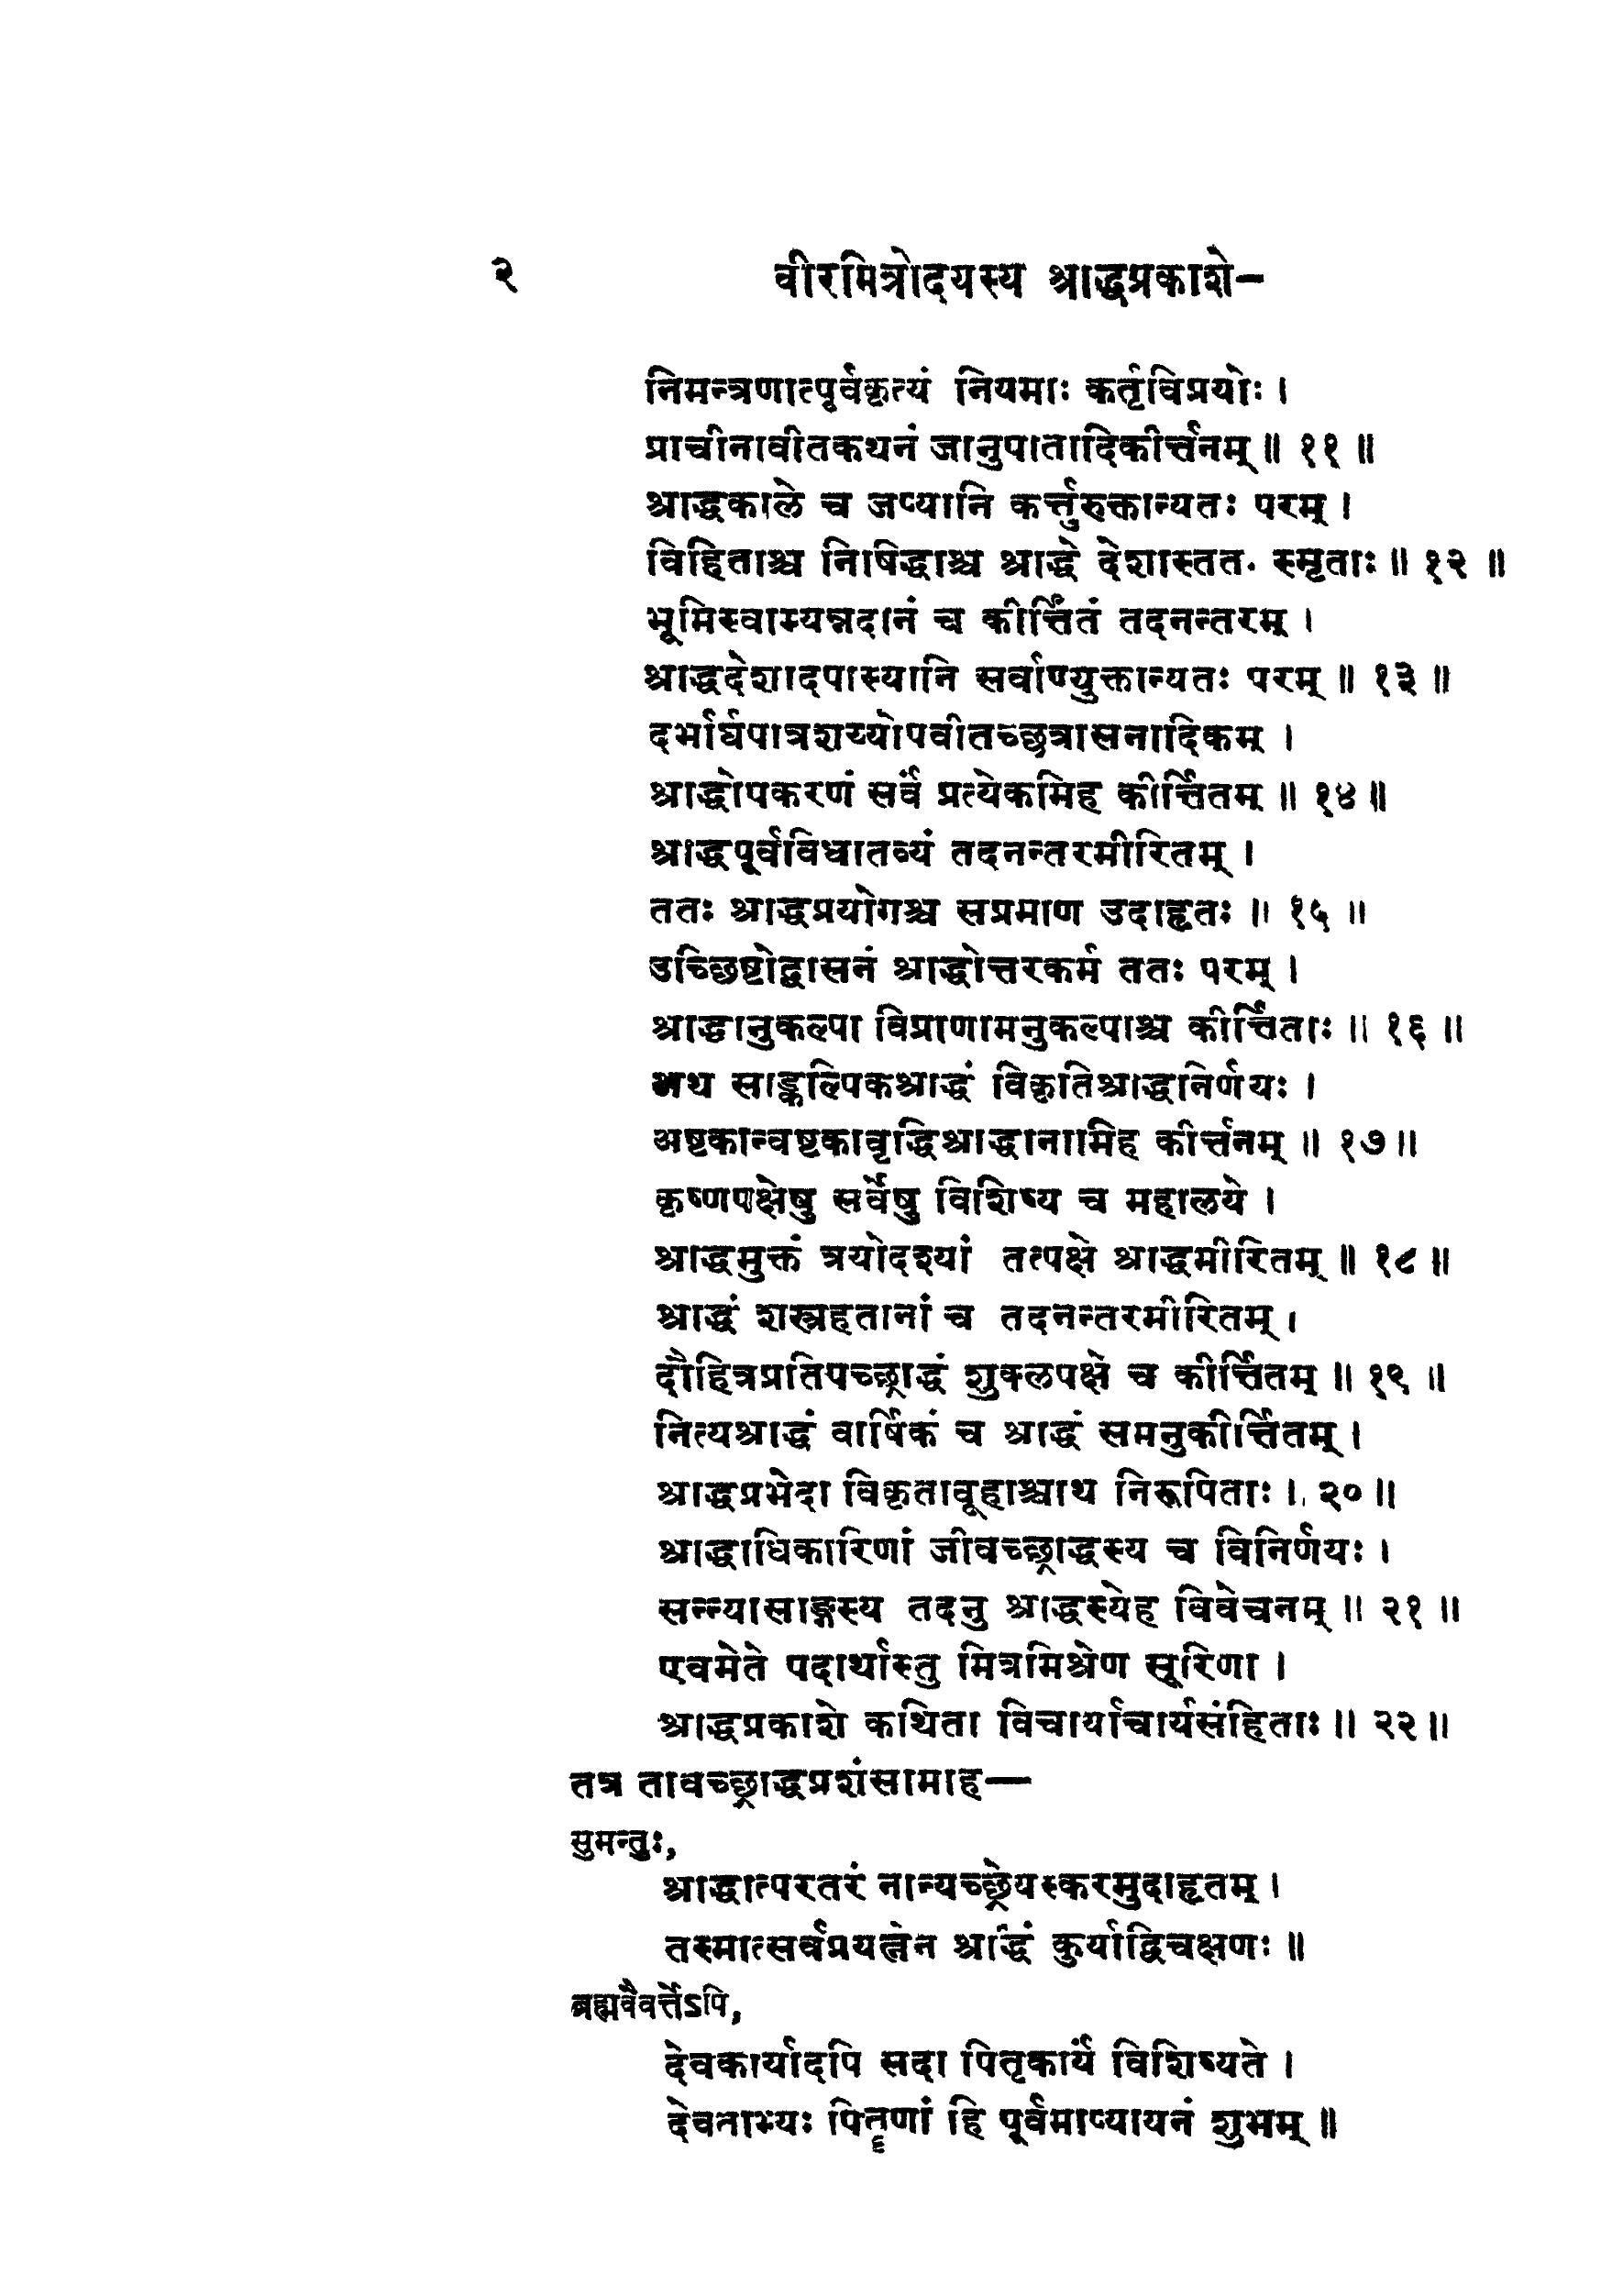 २ वीरमित्रोदयस्य श्राद्धप्रकाशे-
निमन्त्रणात्पूर्वकृत्यं नियमाः कर्तृविप्रयोः ।
प्राचीनावीतकथनं जानुपातादिकीर्त्तनम् ॥ ११ ॥
श्राद्धकाले च जप्यानि कर्त्तुरुक्तान्यतः परम् ।
विहिताश्च निषिद्धाश्च श्राद्धे देशास्तत. स्मृताः ॥ १२ ॥
भूमिस्वाम्यन्नदानं च कीर्त्तितं तदनन्तरम् ।
श्राद्धदेशादपास्यानि सर्वाण्युक्तान्यतः परम् ॥ १३ ॥
दर्भार्घपात्रशय्योपवीतच्छत्रासनादिकम् ।
श्राद्धोपकरणं सर्वं प्रत्येकमिह कीर्त्तितम् ॥ १४ ॥
श्राद्धपूर्वविधातव्यं तदनन्तरमीरितम् ।
ततः श्राद्धप्रयोगश्च सप्रमाण उदाहृतः ॥ १५ ॥
उच्छिष्टोद्वासनं श्राद्धोत्तरकर्म ततः परम् ।
श्राद्धानुकल्पा विप्राणामनुकल्पाश्च कीर्त्तिताः ॥ १६ ॥
अथ साङ्कल्पिकश्राद्धं विकृतिश्राद्धनिर्णयः ।
अष्टकान्वष्टकावृद्धिश्राद्धानामिह कीर्त्तनम् ॥ १७ ॥
कृष्णपक्षेषु सर्वेषु विशिष्य च महालये ।
श्राद्धमुक्तं त्रयोदश्यां तत्पक्षे श्राद्धमीरितम् ॥ १८ ॥
श्राद्धं शस्त्रहतानां च तदनन्तरमीरितम् ।
दौहित्रप्रतिपच्छ्राद्धं शुक्लपक्षे च कीर्त्तितम् ॥ १९ ॥
नित्यश्राद्धं वार्षिकं च श्राद्धं समनुकीर्त्तितम् ।
श्राद्धप्रभेदा विकृतावूहाश्चाथ निरूपिताः ॥ २० ॥
श्राद्धाधिकारिणां जीवच्छ्राद्धस्य च विनिर्णयः ।
सन्न्यासाङ्गस्य तदनु श्राद्धस्येह विवेचनम् ॥ २१ ॥
एवमेते पदार्थास्तु मित्रमिश्रेण सूरिणा ।
श्राद्धप्रकाशे कथिता विचार्याचार्यसंहिताः ॥ २२ ॥
तत्र तावच्छ्राद्धप्रशंसामाह—
सुमन्तुः,
श्राद्धात्परतरं नान्यच्छ्रेयस्करमुदाहृतम् ।
तस्मात्सर्वप्रयत्नेन श्राद्धं कुर्याद्विचक्षणः ॥
ब्रह्मवैवर्त्तेऽपि,
देवकार्यादपि सदा पितृकार्यं विशिष्यते ।
देवताभ्यः पितॄणां हि पूर्वमाप्यायनं शुभम् ॥